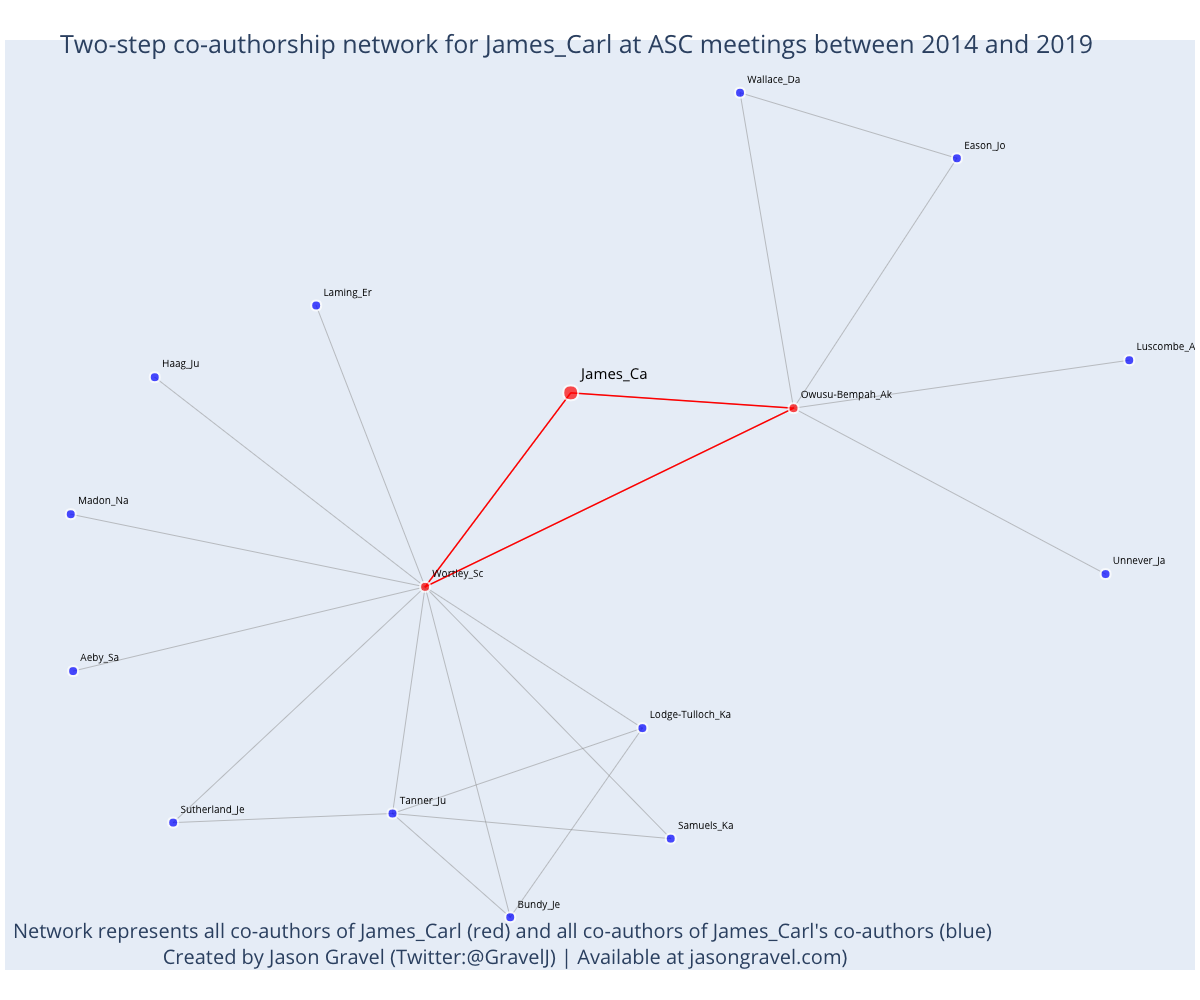 Two-step co-authorship network for James_Carl at ASC meetings between 2014 and 2019
Wallace_Da
Eason_Jo
Laming_Er
Luscombe_A
Haag_Ju
James_Ca
Owusu-Bempah_Ak
Madon_Na
Unnever_Ja
Wortley_Sc
Aeby_Sa
Lodge-Tulloch_Ka
Tanner_Ju
Sutherland_Je
Samuels_Ka
Bundy_Je
Network represents all co-authors of James_Carl (red) and all co-authors of James_Carl's co-authors (blue)
Created by Jason Gravel (Twitter:@GravelJ) | Available at jasongravel.com)